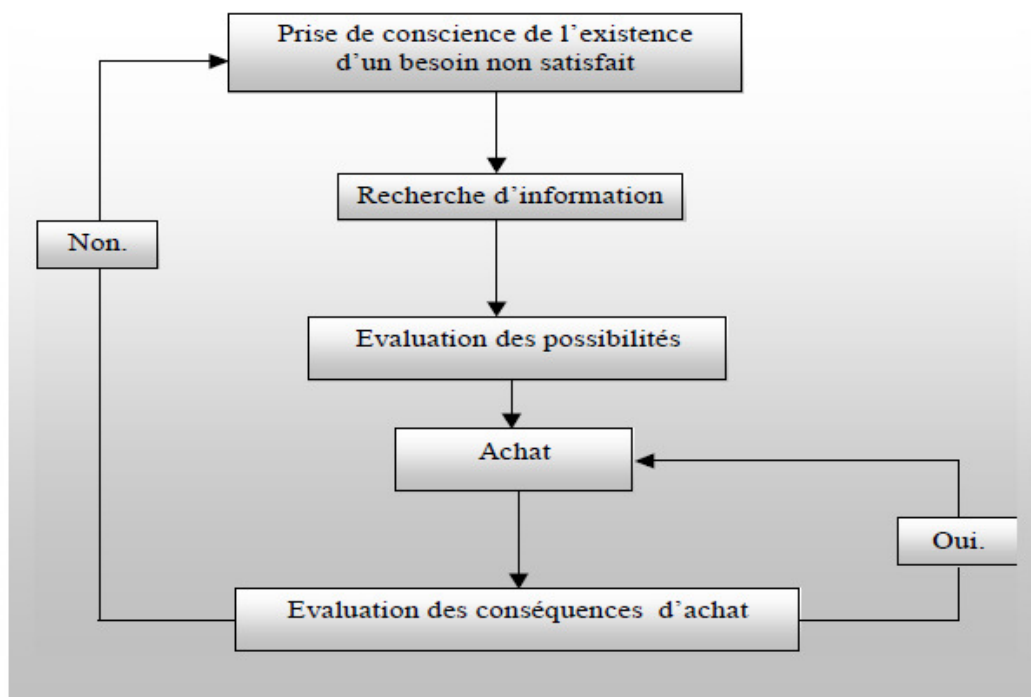 Prise de conscience de l’existence
d’un besoin non satisfait
Recherche d’information
Non.
Evaluation des possibilités
Achat
Oui.
Evaluation des conséquences d’achat